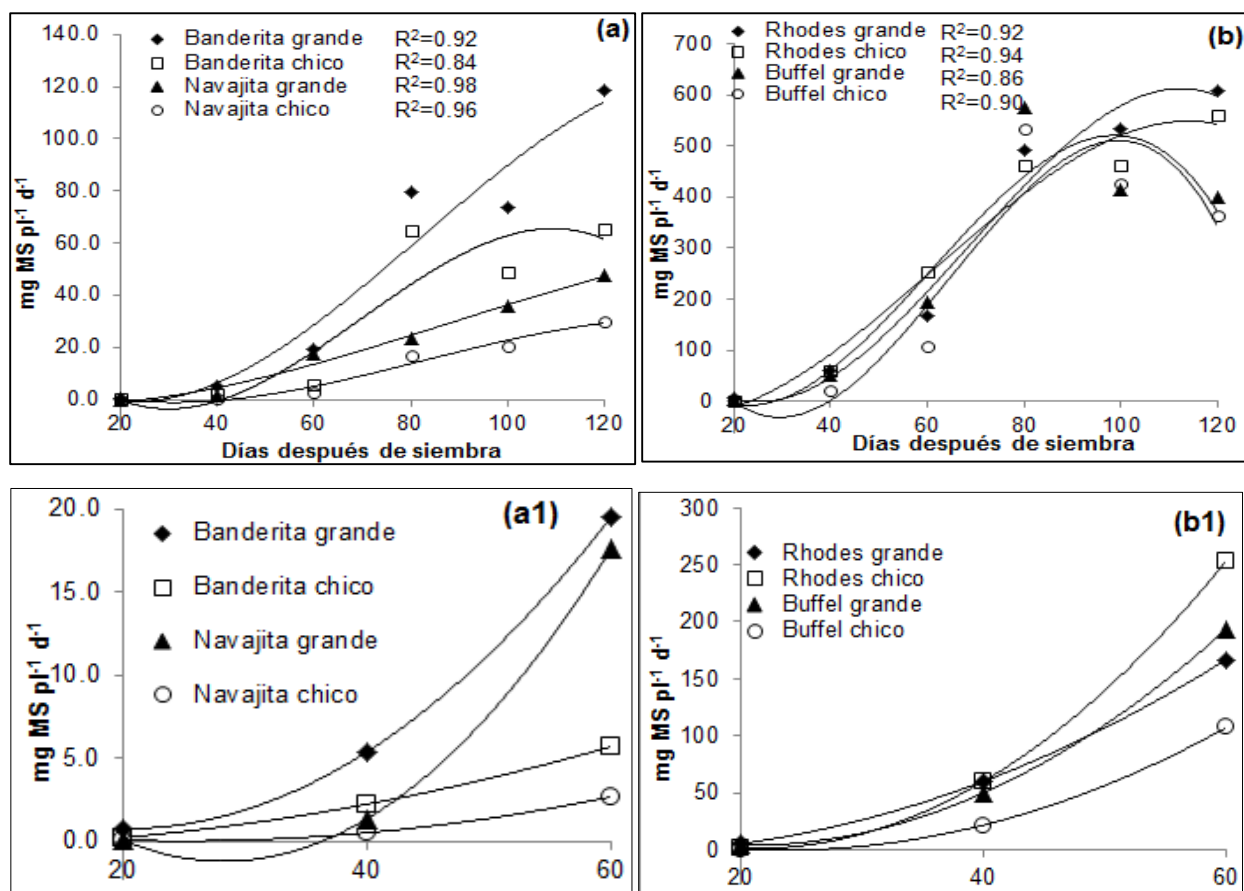 (a)
Banderita grande R²=0.92
Banderita chico R²=0.84
Navajita grande R²=0.98
Navajita chico R²=0.96
mg MS pl⁻¹ d⁻¹
140.0
120.0
100.0
80.0
60.0
40.0
20.0
0.0
20 40 60 80 100 120
Días después de siembra
(b)
Rhodes grande R²=0.92
Rhodes chico R²=0.94
Buffel grande R²=0.86
Buffel chico R²=0.90
mg MS pl⁻¹ d⁻¹
700
600
500
400
300
200
100
0
20 40 60 80 100 120
Días después de siembra
(a1)
Banderita grande
Banderita chico
Navajita grande
Navajita chico
mg MS pl⁻¹ d⁻¹
20.0
15.0
10.0
5.0
0.0
20 40 60
(b1)
Rhodes grande
Rhodes chico
Buffel grande
Buffel chico
mg MS pl⁻¹ d⁻¹
300
250
200
150
100
50
0
20 40 60